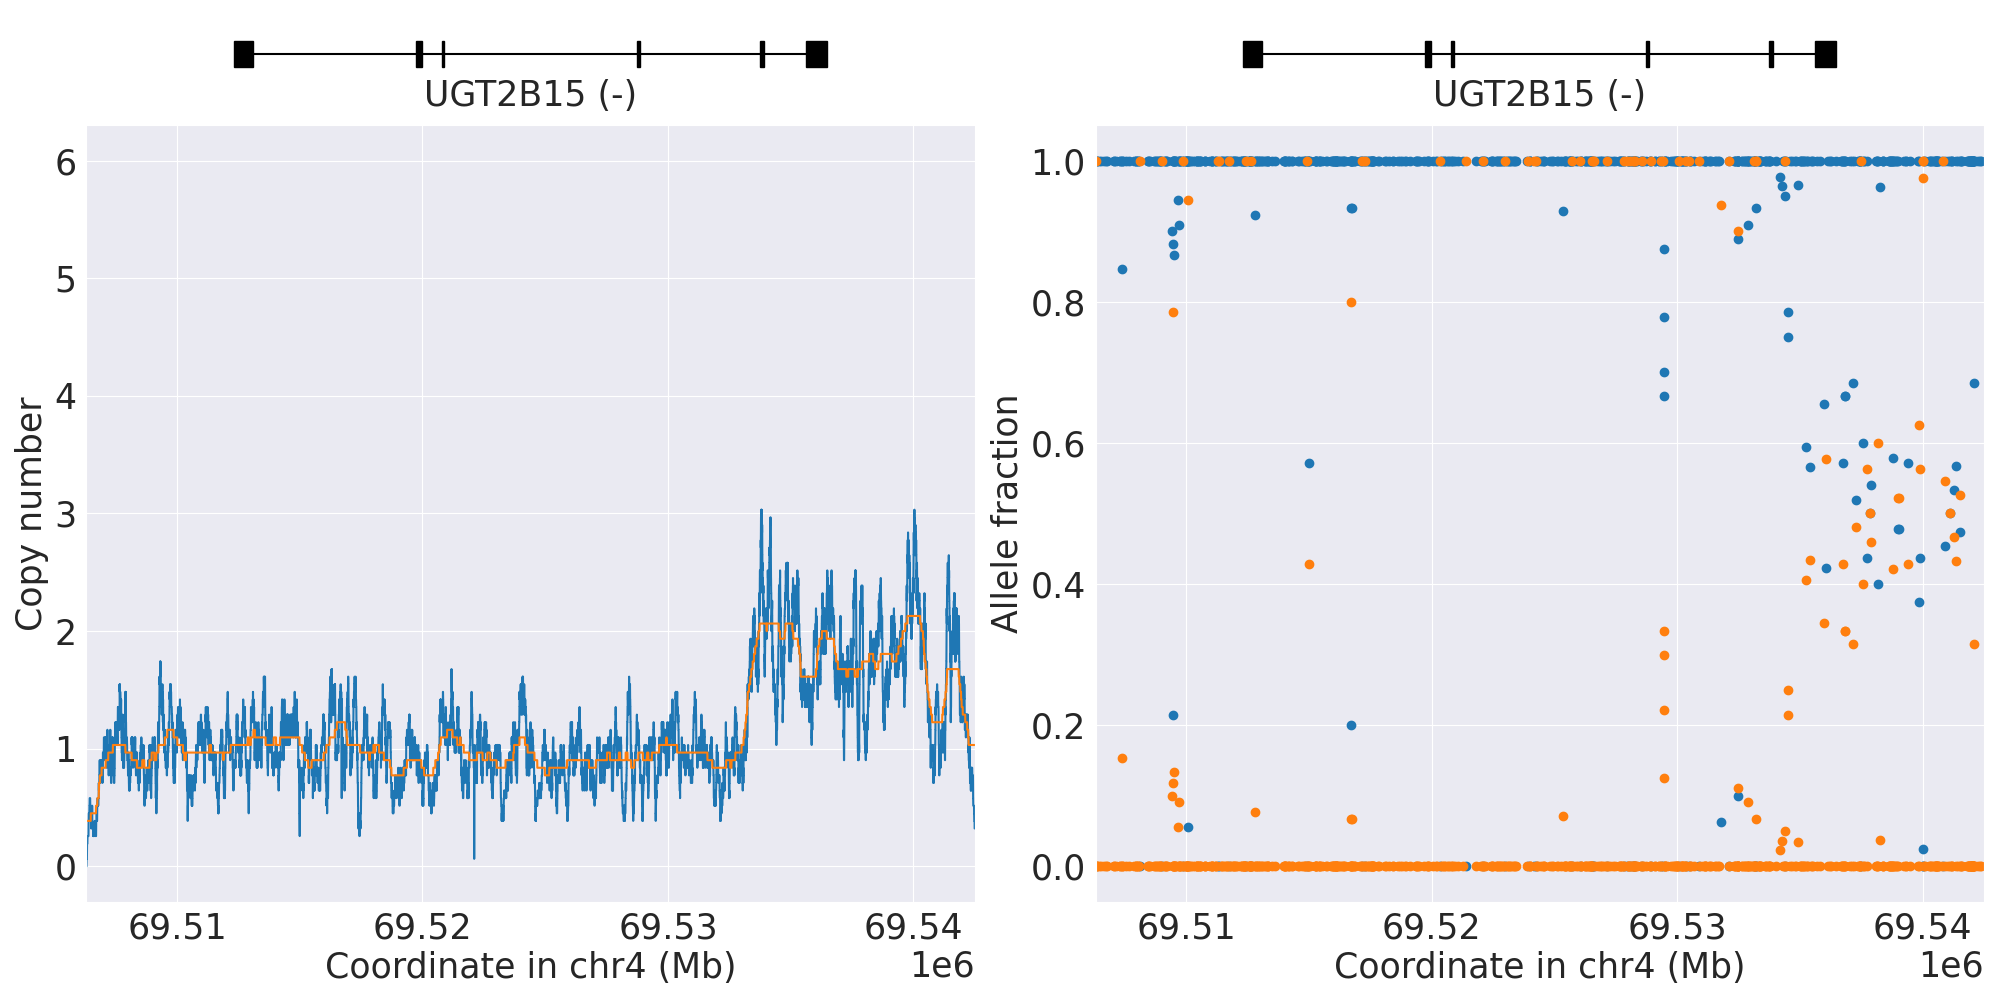 UGT2B15 (-)
6
5
4
3
2
1
0
Copy number
69.51 69.52 69.53 69.54
Coordinate in chr4 (Mb)
1e6
UGT2B15 (-)
1.0
0.8
0.6
0.4
0.2
0.0
Allele fraction
69.51 69.52 69.53 69.54
Coordinate in chr4 (Mb)
1e6